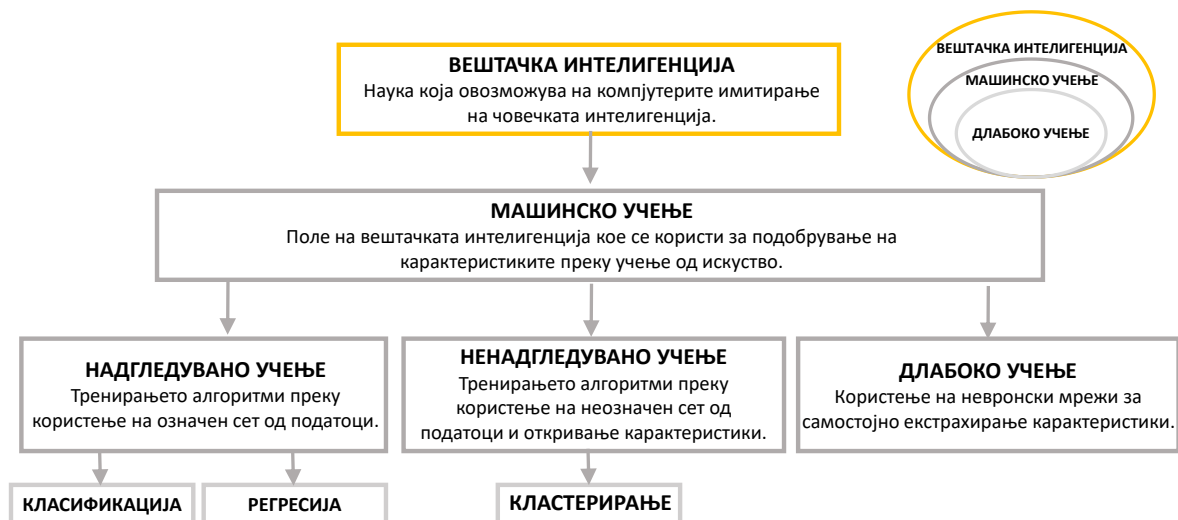 ВЕШТАЧКА ИНТЕЛИГЕНЦИЈА
Наука која овозможува на компјутерите имитирање
на човечката интелигенција.
ВЕШТАЧКА ИНТЕЛИГЕНЦИЈА
МАШИНСКО УЧЕЊЕ
ДЛАБОКО УЧЕЊЕ
МАШИНСКО УЧЕЊЕ
Поле на вештачката интелигенција кое се користи за подобрување на
карактеристиките преку учење од искуство.
НАДГЛЕДУВАНО УЧЕЊЕ
Тренирањето алгоритми преку
користење на означен сет од податоци.
НЕНАДГЛЕДУВАНО УЧЕЊЕ
Тренирањето алгоритми преку
користење на неозначен сет од
податоци и откривање карактеристики.
ДЛАБОКО УЧЕЊЕ
Користење на невронски мрежи за
самостојно екстрахирање карактеристики.
КЛАСИФИКАЦИЈА
РЕГРЕСИЈА
КЛАСТЕРИРАЊЕ